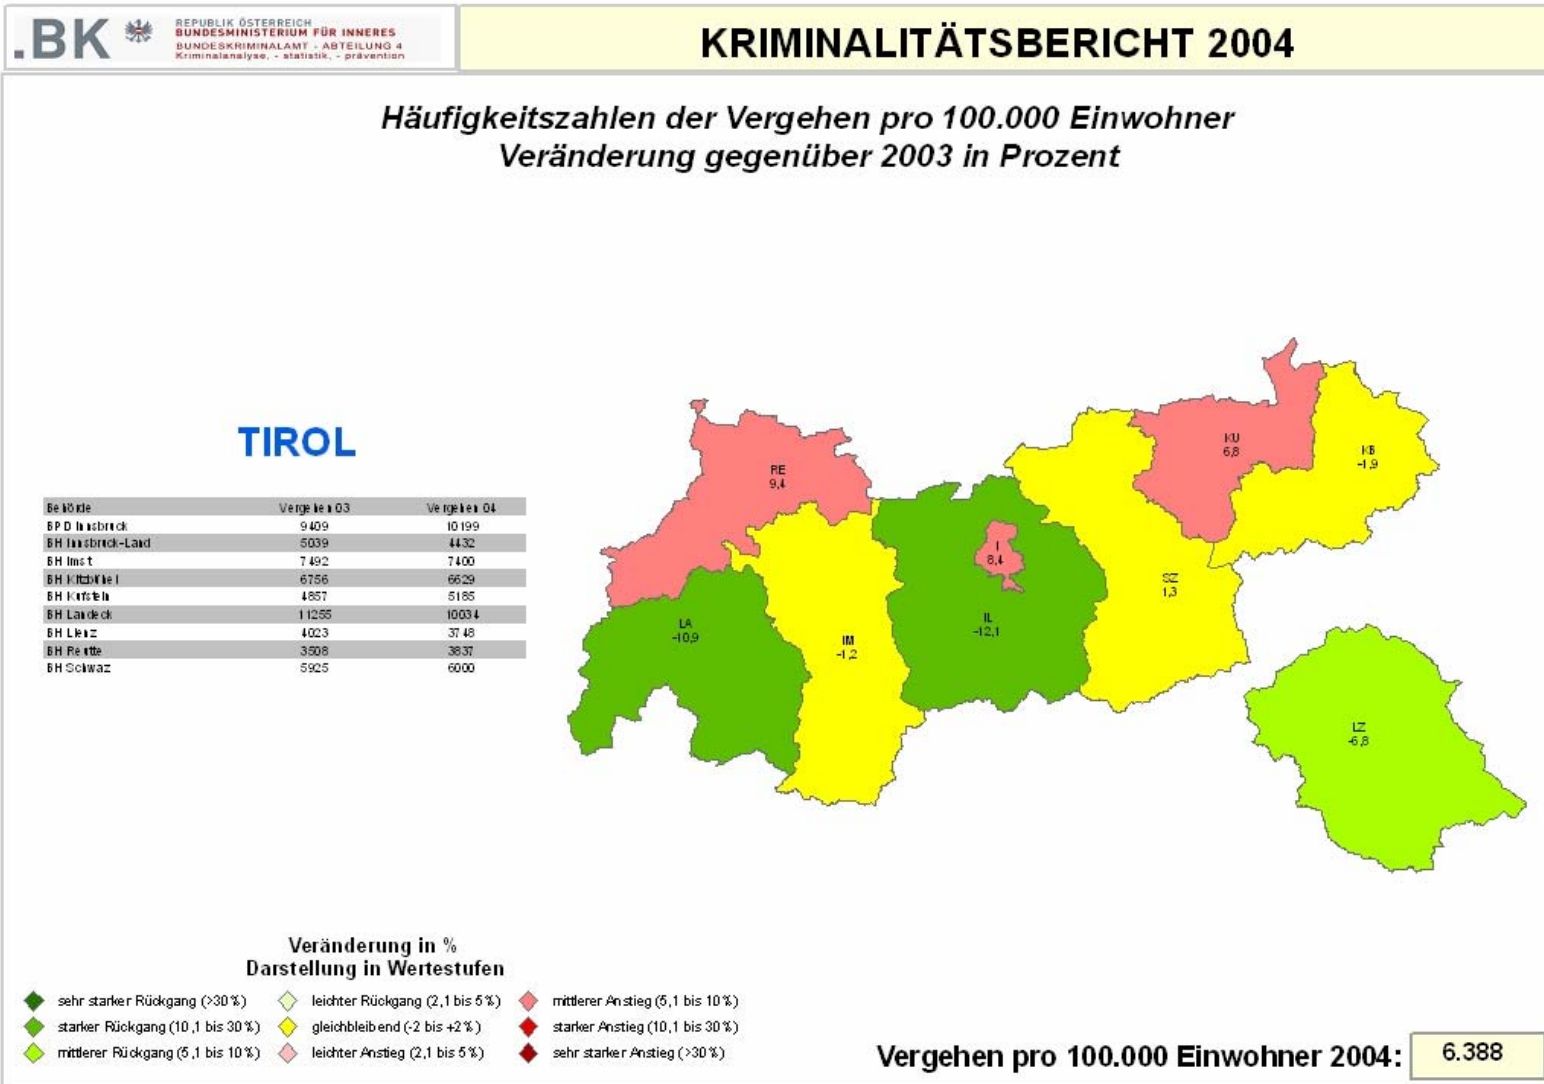 .BK
REPUBLIK ÖSTERREICH
BUNDESMINISTERIUM FÜR INNERES
BUNDESKRIMINALAMT - ABTEILUNG 4
Kriminalanalyse, - statistik, - prävention
KRIMINALITÄTSBERICHT 2004
Häufigkeitszahlen der Vergehen pro 100.000 Einwohner
Veränderung gegenüber 2003 in Prozent
TIROL
Behörde Vergehen 03 Vergehen 04
BPD Innsbruck 9409 10199
BH Innsbruck-Land 5039 4432
BH Imst 7492 7400
BH Kitzbühel 6756 6629
BH Kufstein 4857 5185
BH Landeck 11255 10034
BH Lienz 4023 3748
BH Reutte 3508 3837
BH Schwaz 5925 6000
KU
6,8
KB
-1,9
RE
9,4
I
8,4
SZ
1,3
LA
-10,9
IM
-1,2
IL
-12,1
LZ
-6,8
Veränderung in %
Darstellung in Wertestufen
sehr starker Rückgang (>30%) leichter Rückgang (2,1 bis 5%) mittlerer Anstieg (5,1 bis 10%)
starker Rückgang (10,1 bis 30%) gleichbleibend (-2 bis +2%) starker Anstieg (10,1 bis 30%)
mittlerer Rückgang (5,1 bis 10%) leichter Anstieg (2,1 bis 5%) sehr starker Anstieg (>30%)
Vergehen pro 100.000 Einwohner 2004: 6.388